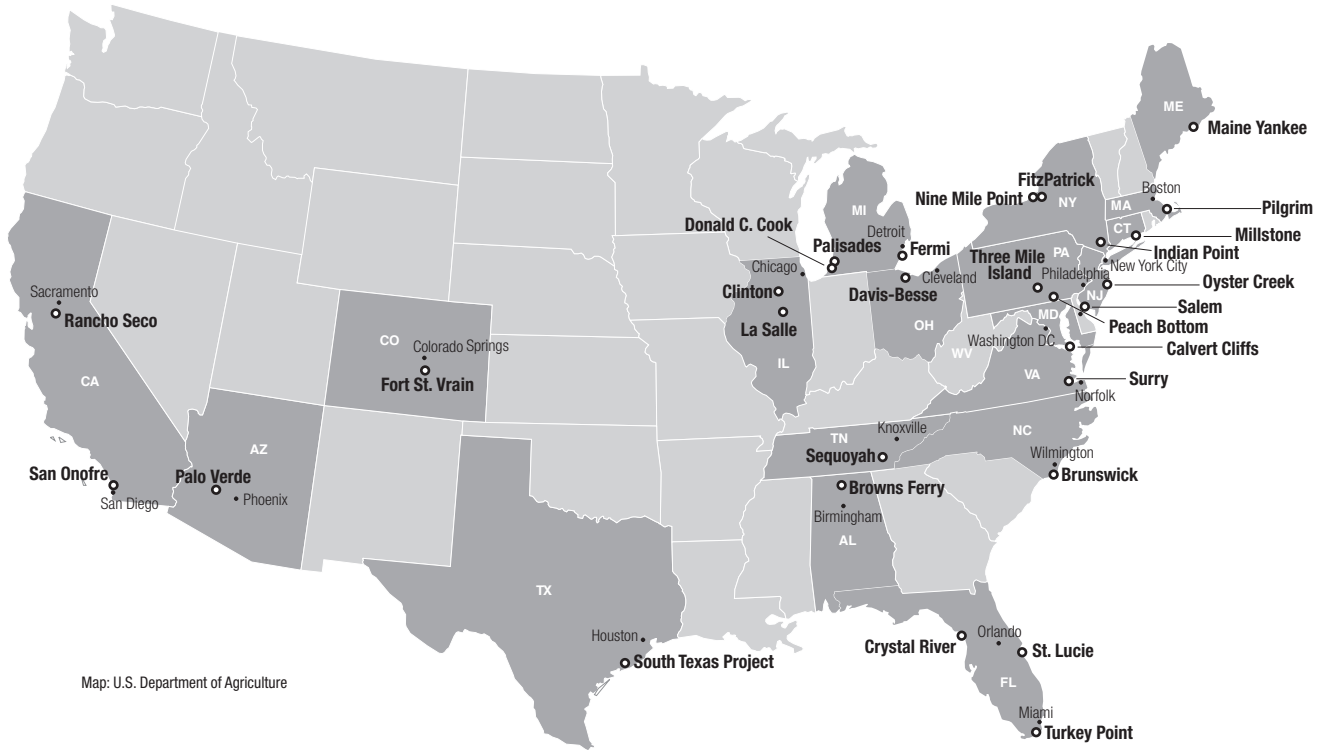 ME
Maine Yankee
FitzPatrick
Nine Mile Point
NY
Boston
MA
Pilgrim
CT
Millstone
MI
Donald C. Cook
Palisades
Detroit
Fermi
Indian Point
PA
Three Mile
Island
New York City
Philadelphia
Chicago
Cleveland
Oyster Creek
Clinton
Davis-Besse
NJ
Salem
MD
Peach Bottom
Sacramento
Rancho Seco
La Salle
OH
Washington DC
Calvert Cliffs
CO
Colorado Springs
WV
IL
VA
Surry
CA
Fort St. Vrain
Norfolk
Knoxville
NC
TN
AZ
Sequoyah
Wilmington
San Onofre
Palo Verde
Brunswick
San Diego
Phoenix
Browns Ferry
Birmingham
AL
TX
Houston
Orlando
Crystal River
St. Lucie
South Texas Project
Map: U.S. Department of Agriculture
FL
Miami
Turkey Point